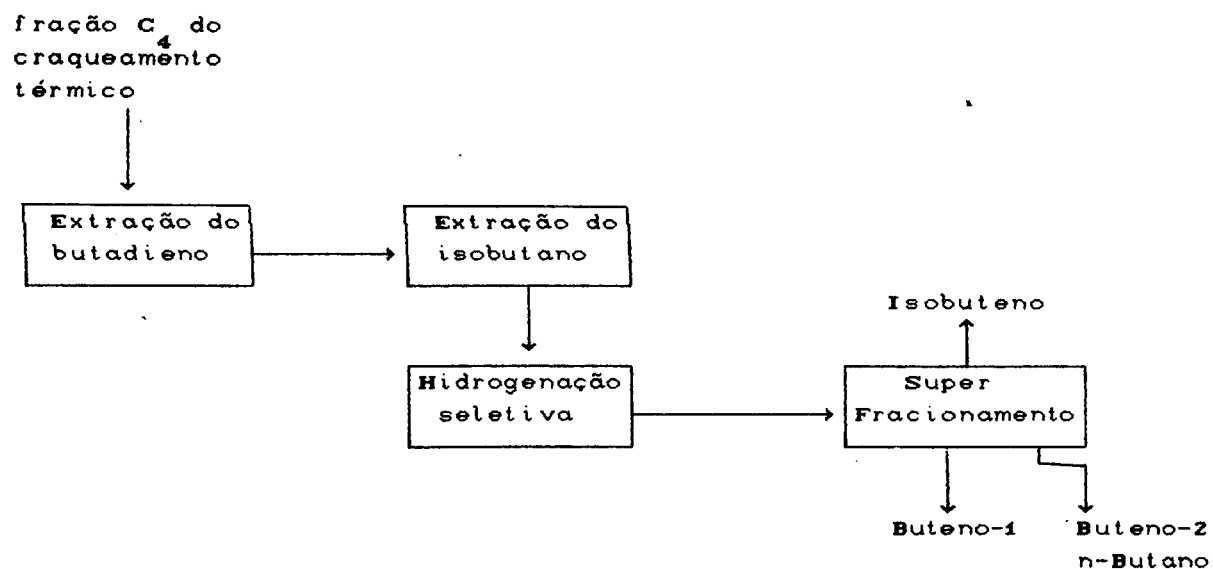 fração C4 do
craqueamento
térmico
Extração do
butadieno
Extração do
isobutano
Hidrogenação
seletiva
Isobuteno
Super
Fracionamento
Buteno-1
Buteno-2
n-Butano